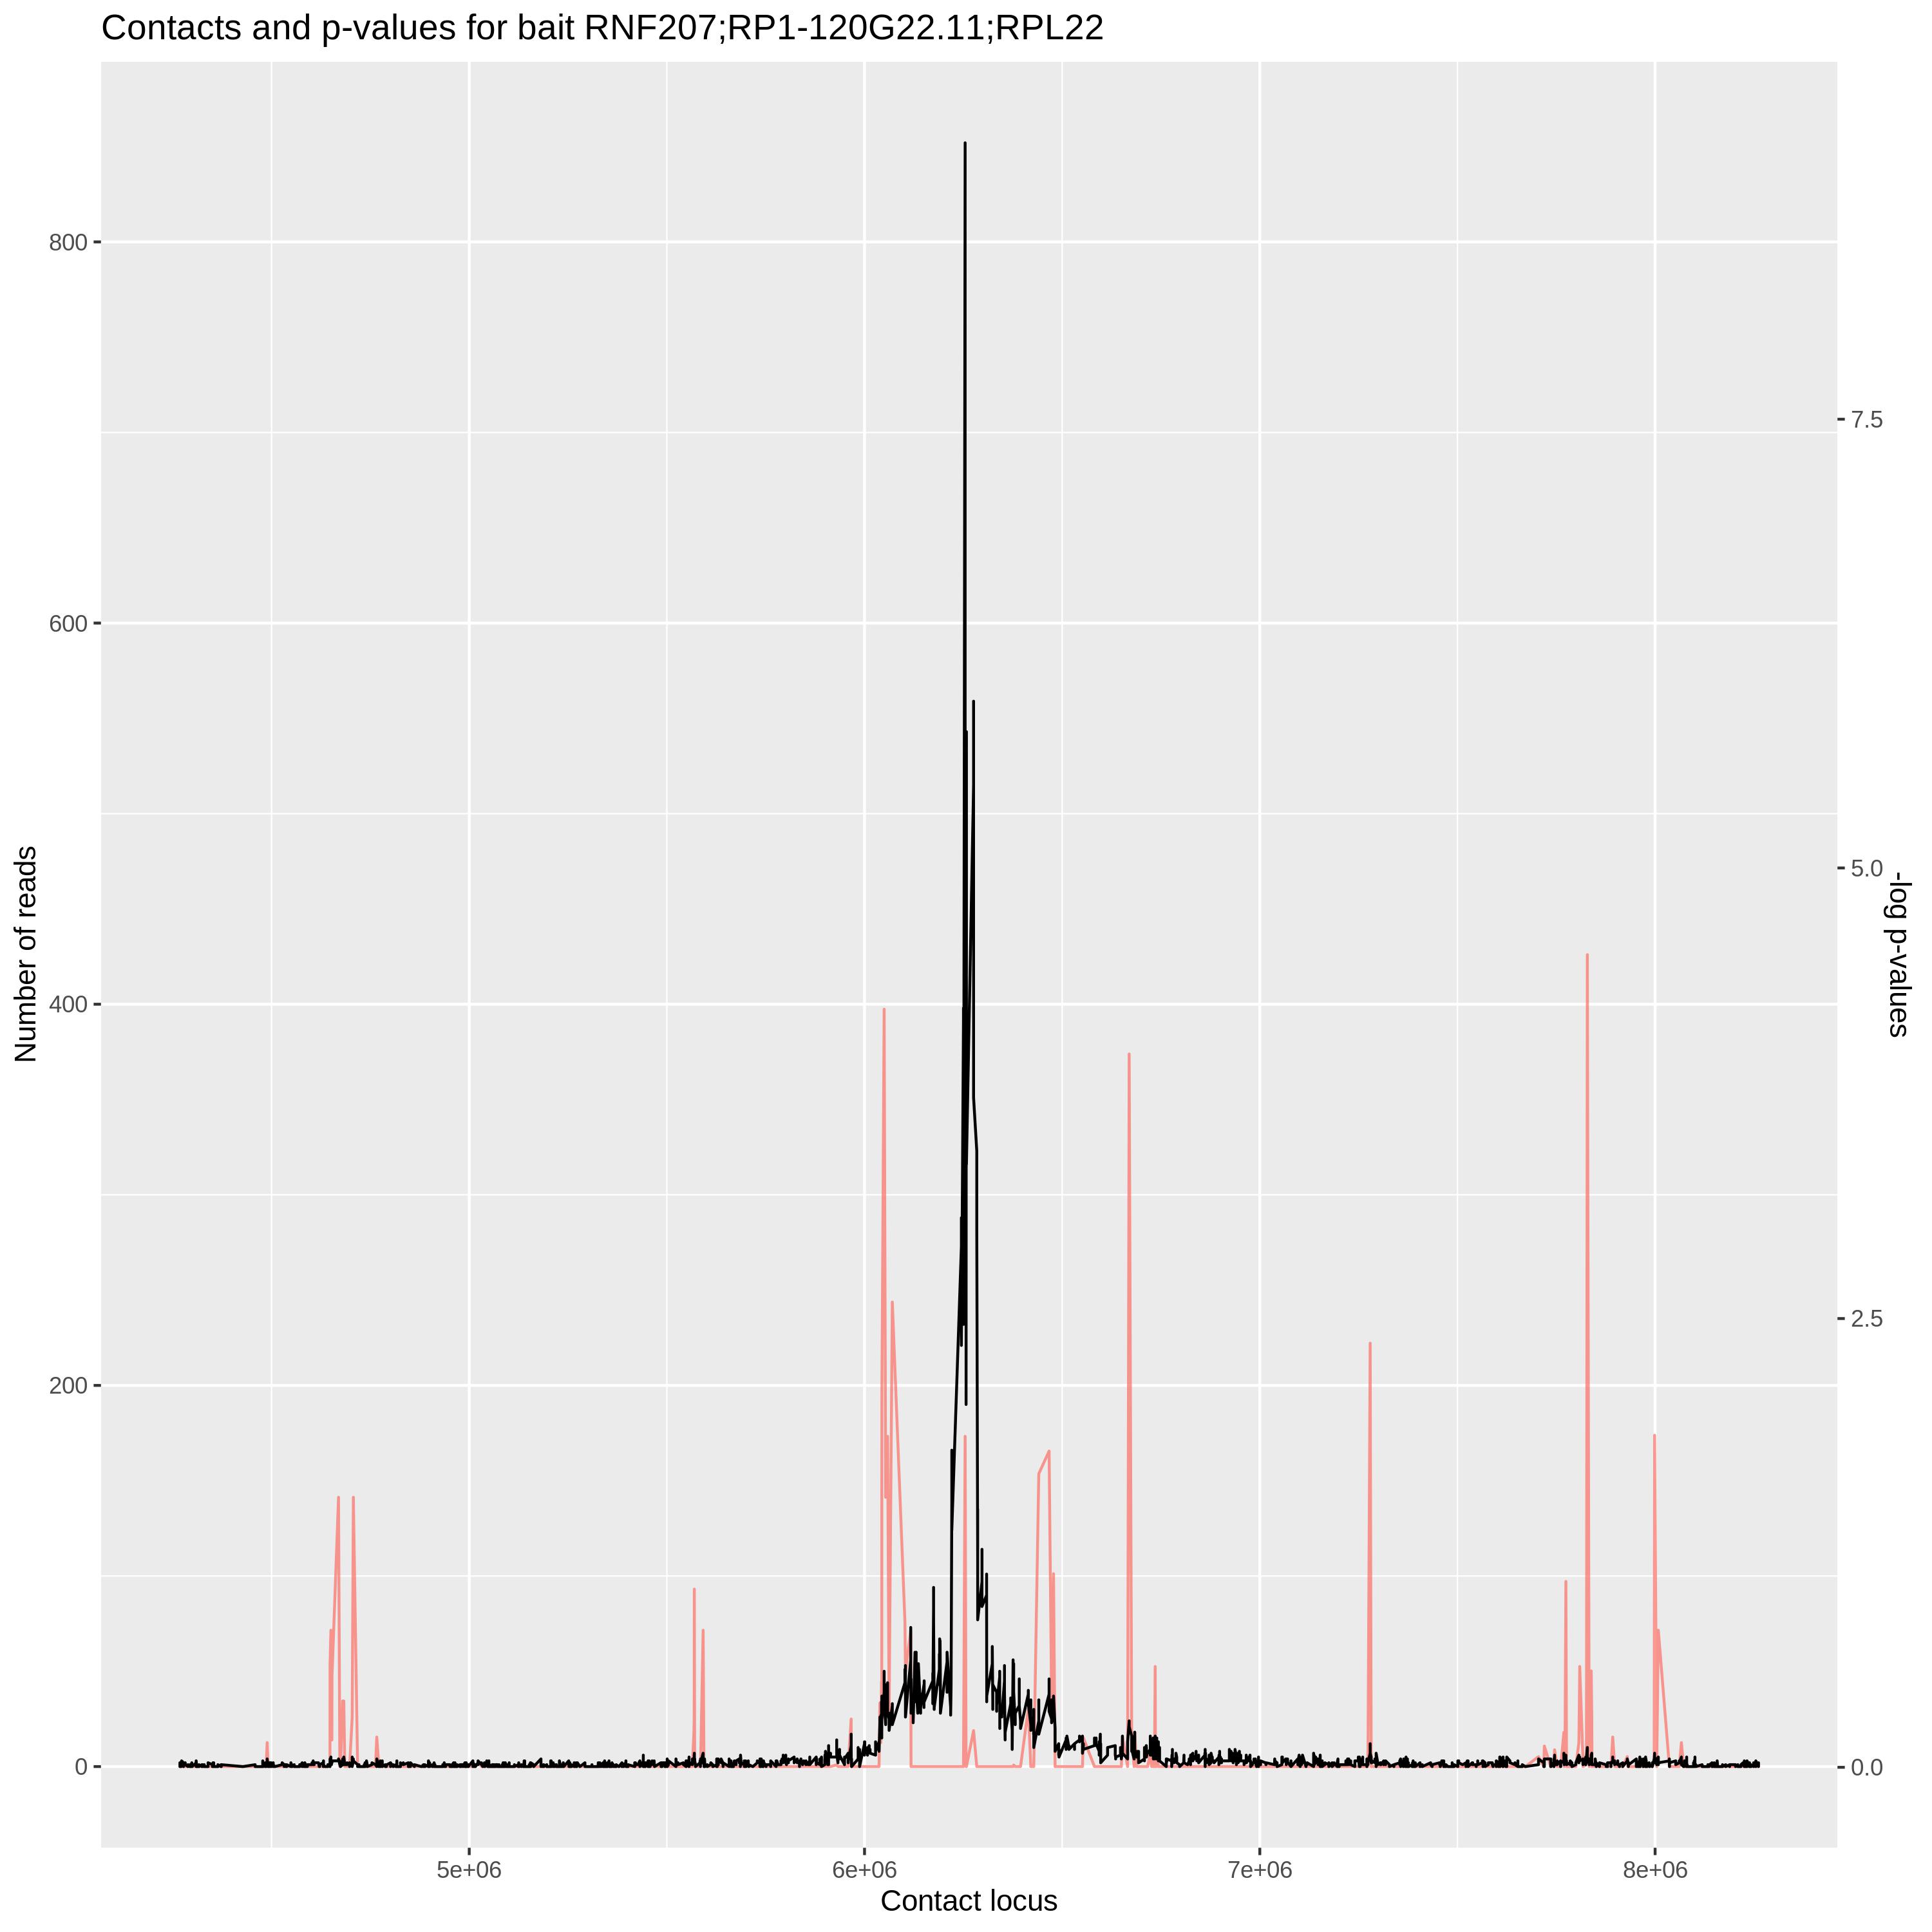 Contacts and p-values for bait RNF207;RP1-120G22.11;RPL22
Number of reads
800
600
400
200
0
7.5
5.0
2.5
0.0
-log p-values
5e+06
6e+06
7e+06
8e+06
Contact locus